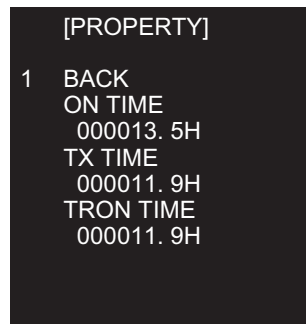 [PROPERTY]
1 BACK
ON TIME
000013. 5H
TX TIME
000011. 9H
TRON TIME
000011. 9H